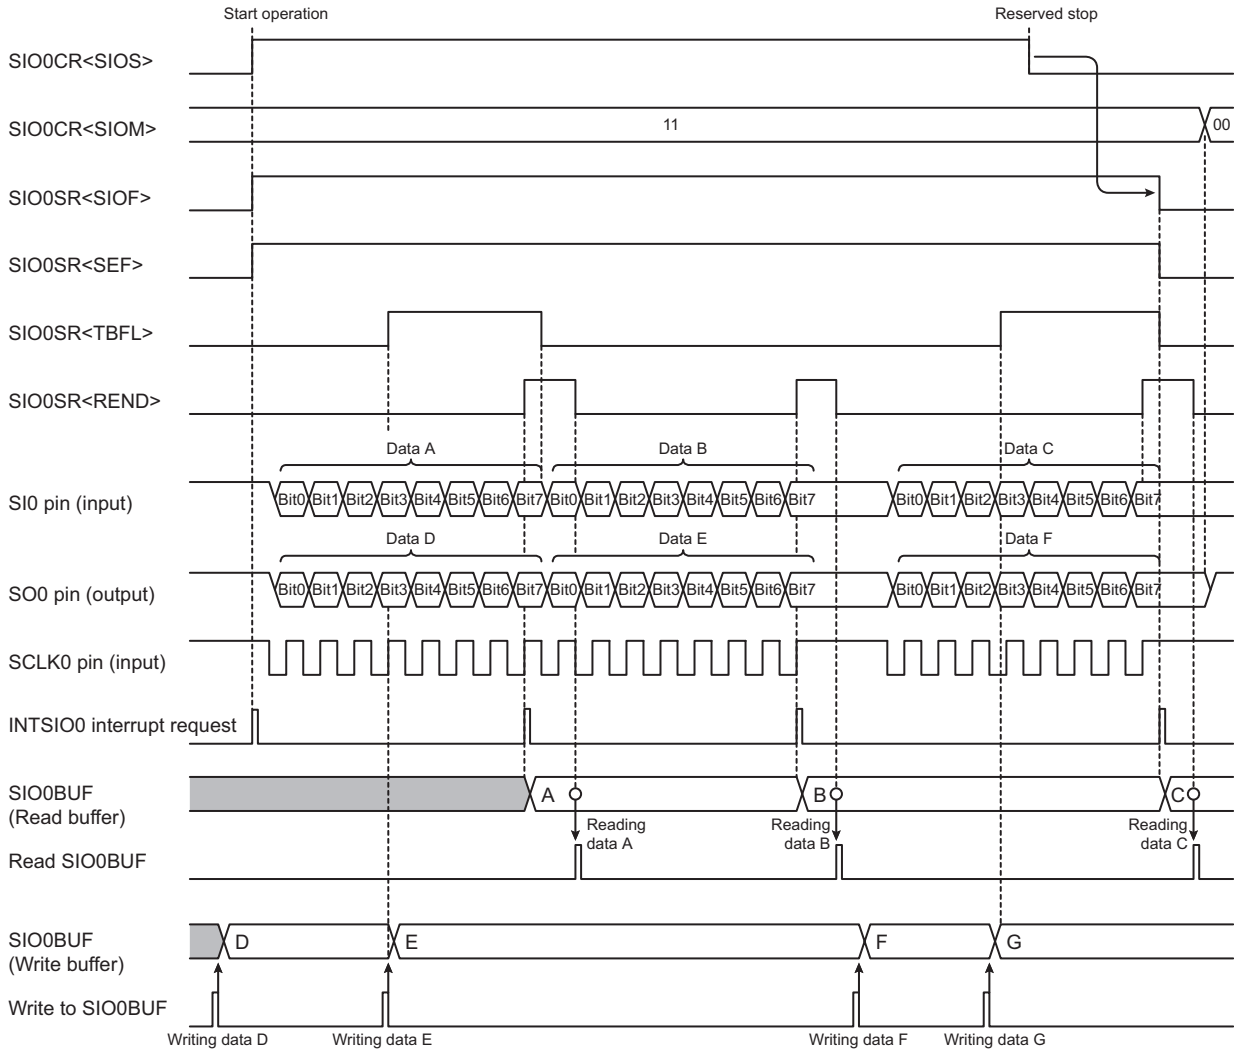 Start operation
Reserved stop
SIO0CR<SIOS>
SIO0CR<SIOM>
11
00
SIO0SR<SIOF>
SIO0SR<SEF>
SIO0SR<TBFL>
SIO0SR<REND>
Data A
Data B
Data C
SI0 pin (input)
Bit0 Bit1 Bit2 Bit3 Bit4 Bit5 Bit6 Bit7 Bit0 Bit1 Bit2 Bit3 Bit4 Bit5 Bit6 Bit7 Bit0 Bit1 Bit2 Bit3 Bit4 Bit5 Bit6 Bit7
Data D
Data E
Data F
SO0 pin (output)
Bit0 Bit1 Bit2 Bit3 Bit4 Bit5 Bit6 Bit7 Bit0 Bit1 Bit2 Bit3 Bit4 Bit5 Bit6 Bit7 Bit0 Bit1 Bit2 Bit3 Bit4 Bit5 Bit6 Bit7
SCLK0 pin (input)
INTSIO0 interrupt request
SIO0BUF
(Read buffer)
A
B
C
Reading
data A
Reading
data B
Reading
data C
Read SIO0BUF
SIO0BUF
(Write buffer)
D
E
F
G
Write to SIO0BUF
Writing data D
Writing data E
Writing data F
Writing data G